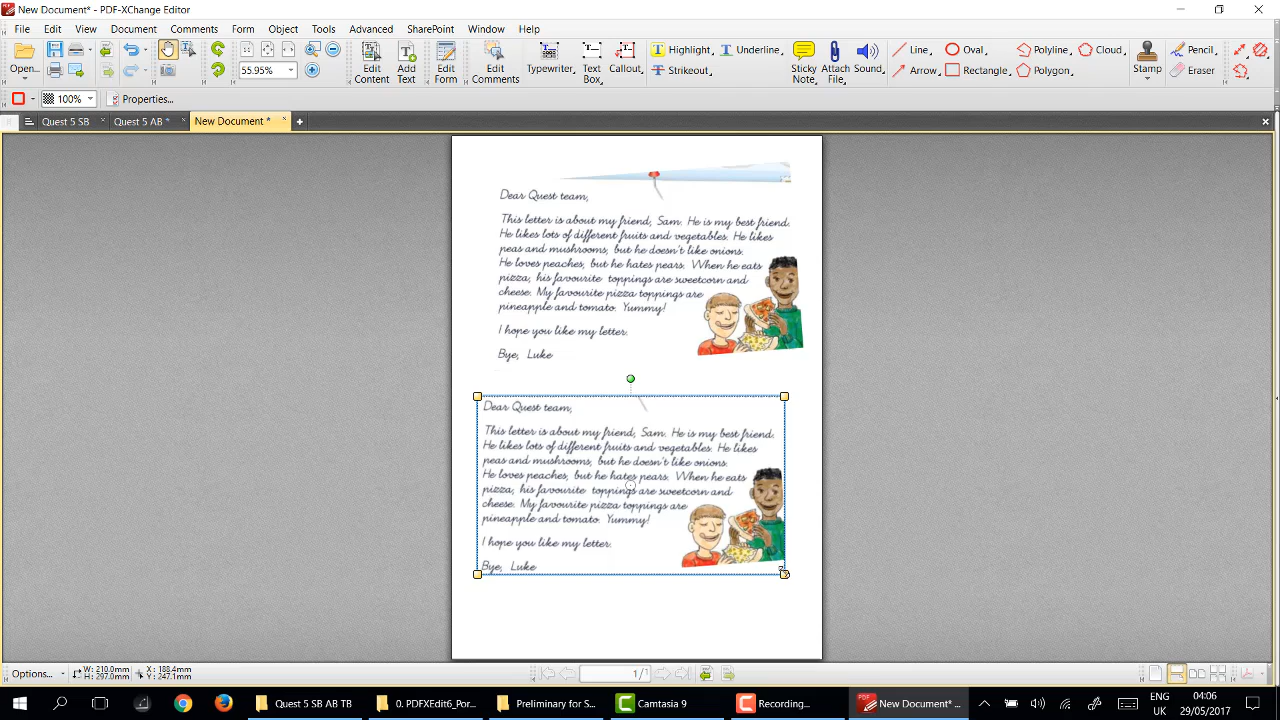 New Document* - PDF-XChange Editor
File Edit View Document Comments Form Object Tools Advanced SharePoint Window Help
Open... 55.95% Edit Content Add Text Edit Form Edit Comments Typewriter. Text Box. Callout. Highlight Underline. Strikeout. Sticky Note. Attach File. Sound. Line. Arrow. Oval. Rectangle. Polyline. Polygon. Cloud. Pencil. Eraser Stamp
100% Properties...
Quest 5 SB Quest 5 AB * New Document *
Dear Quest team,
This letter is about my friend, Sam. He is my best friend.
He likes lots of different fruits and vegetables. He likes
peas and mushrooms, but he doesn't like onions.
He loves peaches, but he hates pears. When he eats
pizza, his favourite toppings are sweetcorn and
cheese. My favourite pizza toppings are
pineapple and tomato. Yummy!
I hope you like my letter.
Bye, Luke
Dear Quest team,
This letter is about my friend, Sam. He is my best friend.
He likes lots of different fruits and vegetables. He likes
peas and mushrooms, but he doesn't like onions.
He loves peaches, but he hates pears. When he eats
pizza, his favourite toppings are sweetcorn and
cheese. My favourite pizza toppings are
pineapple and tomato. Yummy!
I hope you like my letter.
Bye, Luke
Options... W: 210.0mm H: 297.0mm X: 188.4mm Y: 247.1mm 1/1
Quest 5 SB AB TB 0. PFXEdit6_Por... Preliminary for S... Camtasia 9 Recording... New Document* ... ENG UK 04:06 29/05/2017